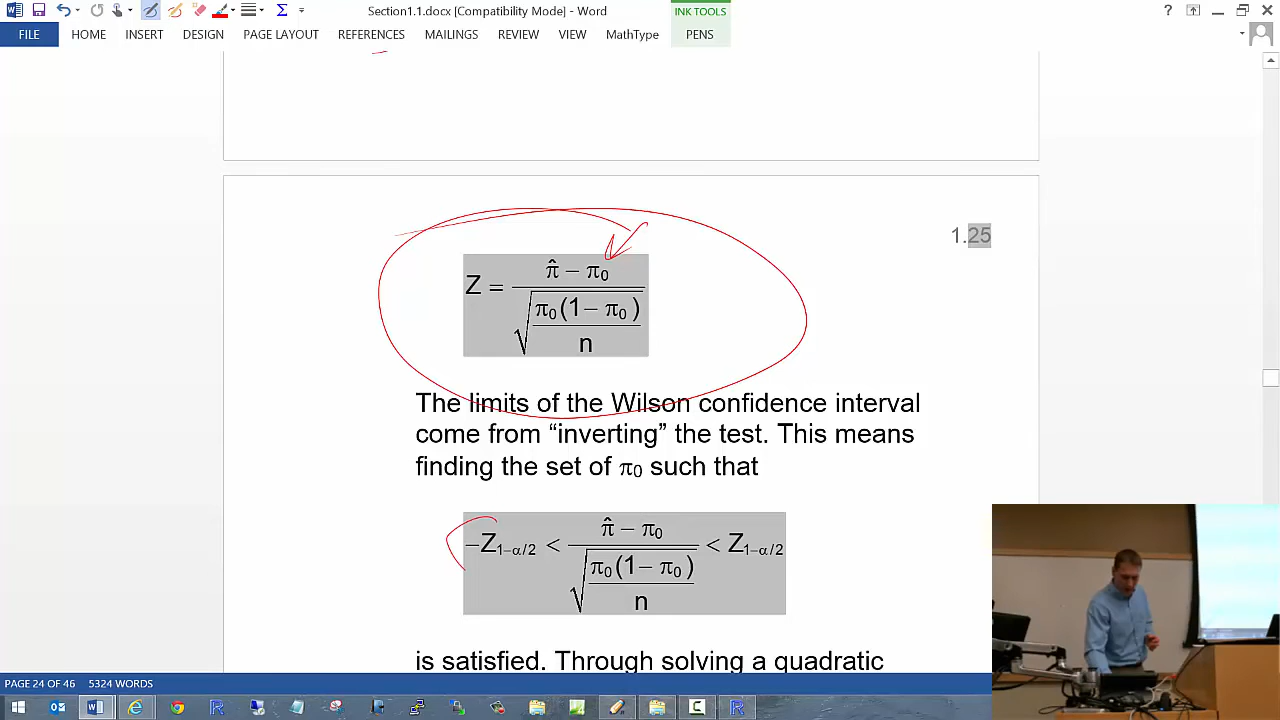 Section1.1.docx [Compatibility Mode] - Word
INK TOOLS
?
FILE HOME INSERT DESIGN PAGE LAYOUT REFERENCES MAILINGS REVIEW VIEW MathType PENS
1.25
Z = (π̂ − π₀) / √(π₀(1 − π₀) / n)
The limits of the Wilson confidence interval
come from “inverting” the test. This means
finding the set of π₀ such that
−Z₁₋α/₂ < (π̂ − π₀) / √(π₀(1 − π₀) / n) < Z₁₋α/₂
is satisfied. Through solving a quadratic
PAGE 24 OF 46 5324 WORDS